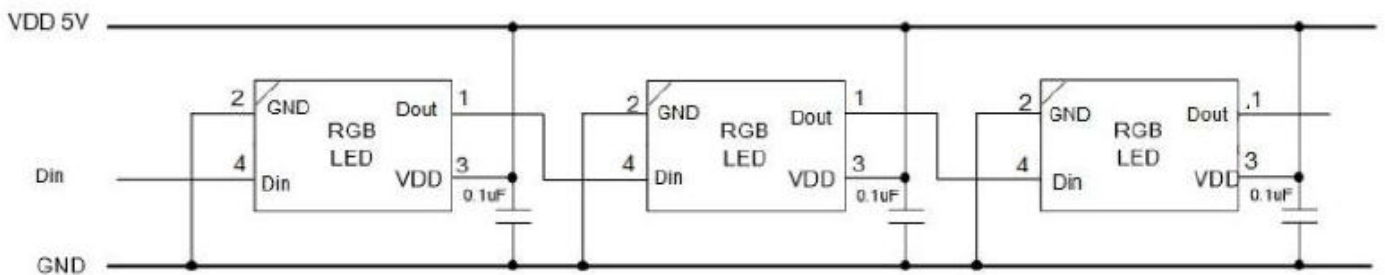 VDD 5V
2 GND Dout 1
RGB
LED
4 Din VDD 3
0.1uF
2 GND Dout 1
RGB
LED
4 Din VDD 3
0.1uF
2 GND Dout .1
RGB
LED
4 Din VDD 3
0.1uF
Din
GND